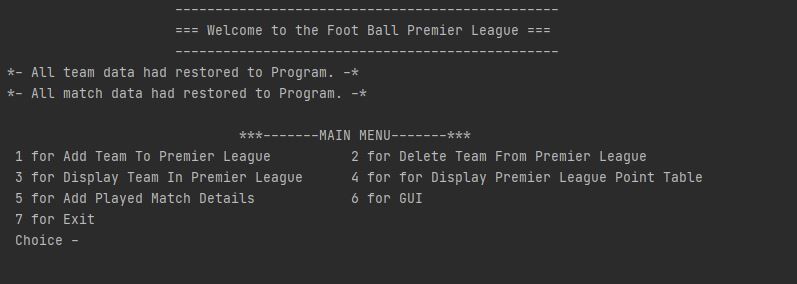 ------------------------------------------------
=== Welcome to the Foot Ball Premier League ===
------------------------------------------------
*- All team data had restored to Program. -*
*- All match data had restored to Program. -*
***-------MAIN MENU-------***
1 for Add Team To Premier League          2 for Delete Team From Premier League
3 for Display Team In Premier League      4 for for Display Premier League Point Table
5 for Add Played Match Details            6 for GUI
7 for Exit
Choice -